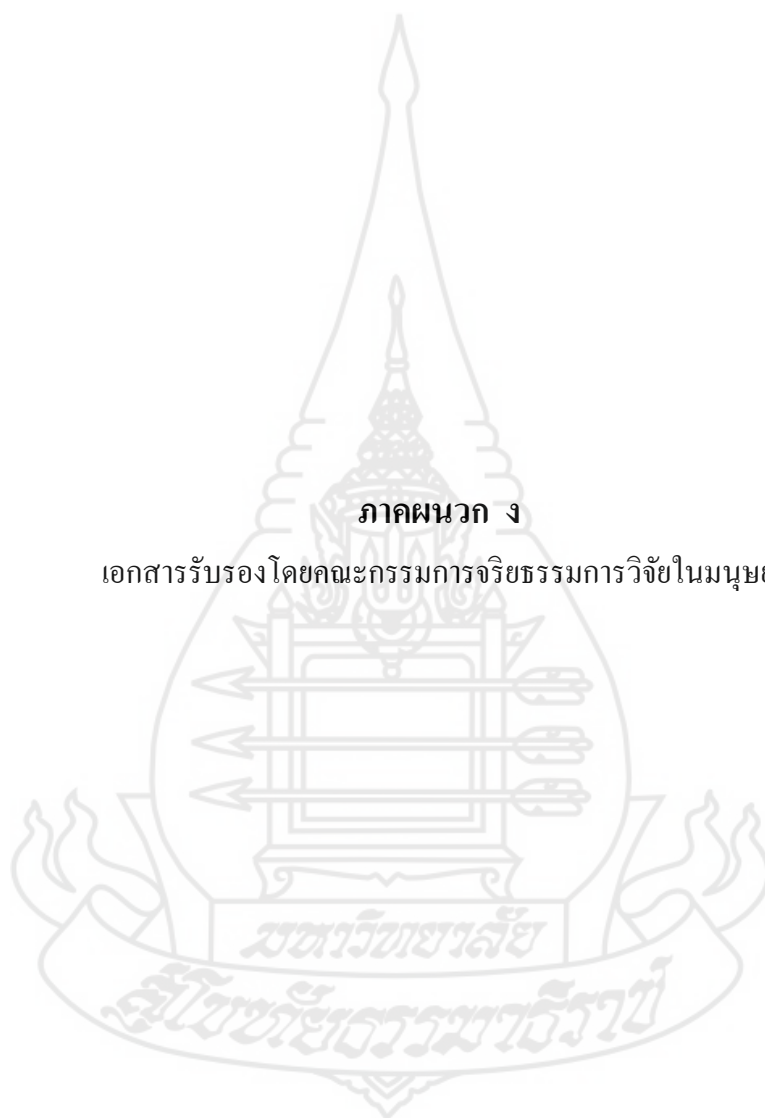 ภาคผนวก ง
เอกสารรับรองโดยคณะกรรมการจริยธรรมการวิจัยในมนุษย
มหาวิทยาลัย
สุโขทัยธรรมาธิราช